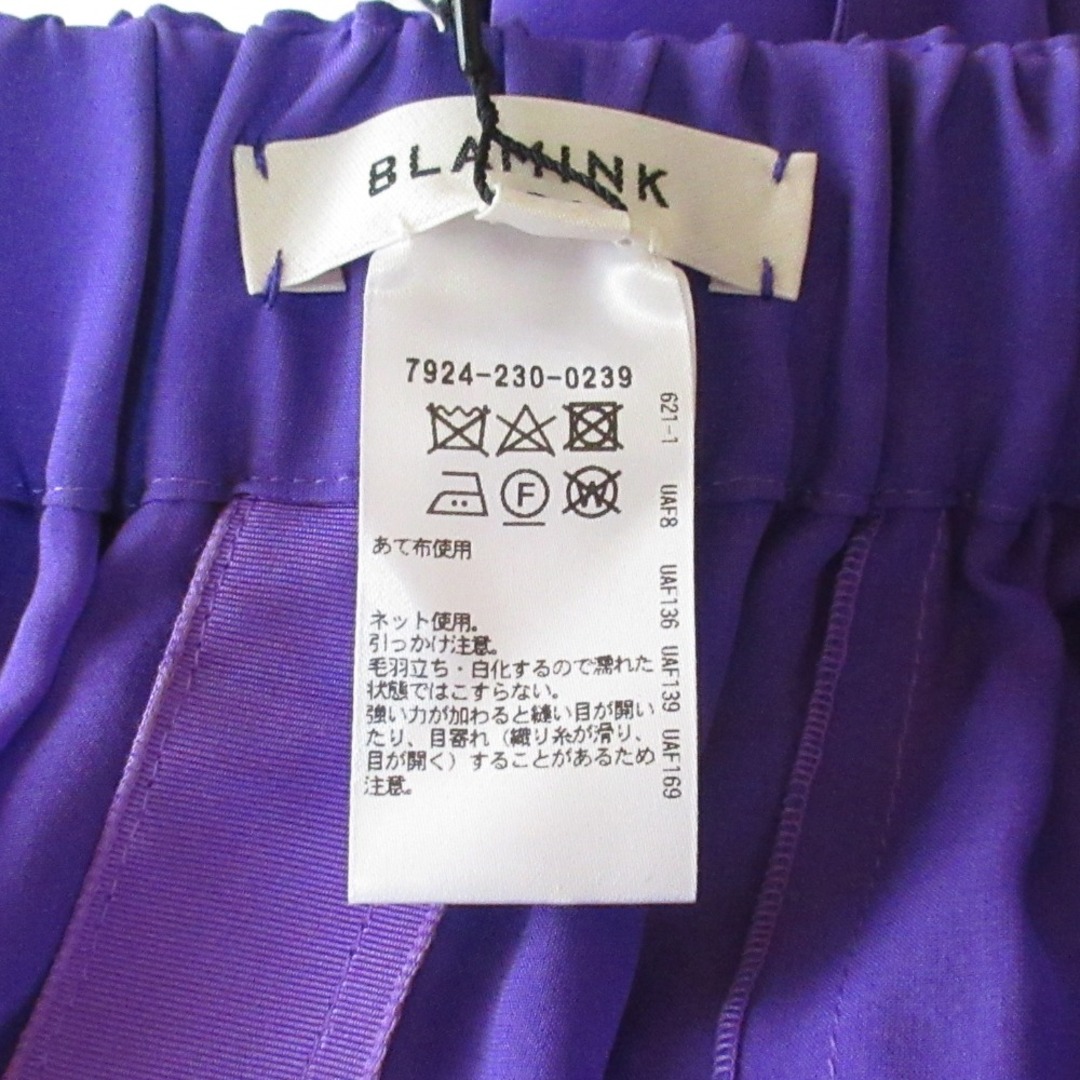 BLAMINK
7924-230-0239
F
W
あて布使用
ネット使用。
引っかけ注意。
毛羽立ち・白化するので濡れた
状態ではこすらない。
強い力が加わると縫い目が開い
たり、目寄れ（織り糸が滑り、
目が開く）することがあるため
注意。
621-1 UAF8 UAF136 UAF139 UAF169